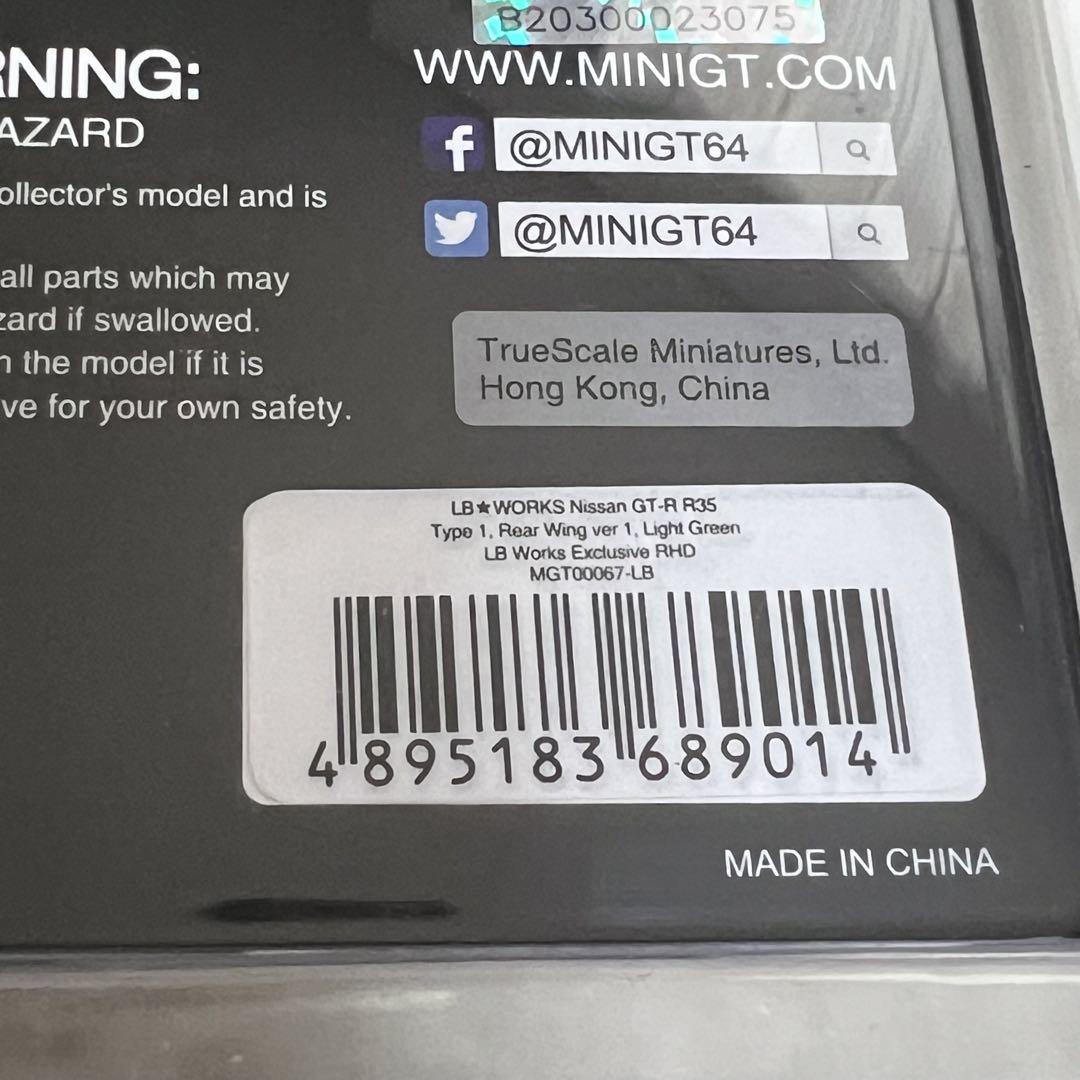 B20300023075
WWW.MINIGT.COM
@MINIGT64
@MINIGT64
RNING:
AZARD
ollector's model and is
all parts which may
zard if swallowed.
n the model if it is
ve for your own safety.
TrueScale Miniatures, Ltd.
Hong Kong, China
LB★WORKS Nissan GT-R R35
Type 1, Rear Wing ver 1, Light Green
LB Works Exclusive RHD
MGT00067-LB
4 895183 689014
MADE IN CHINA